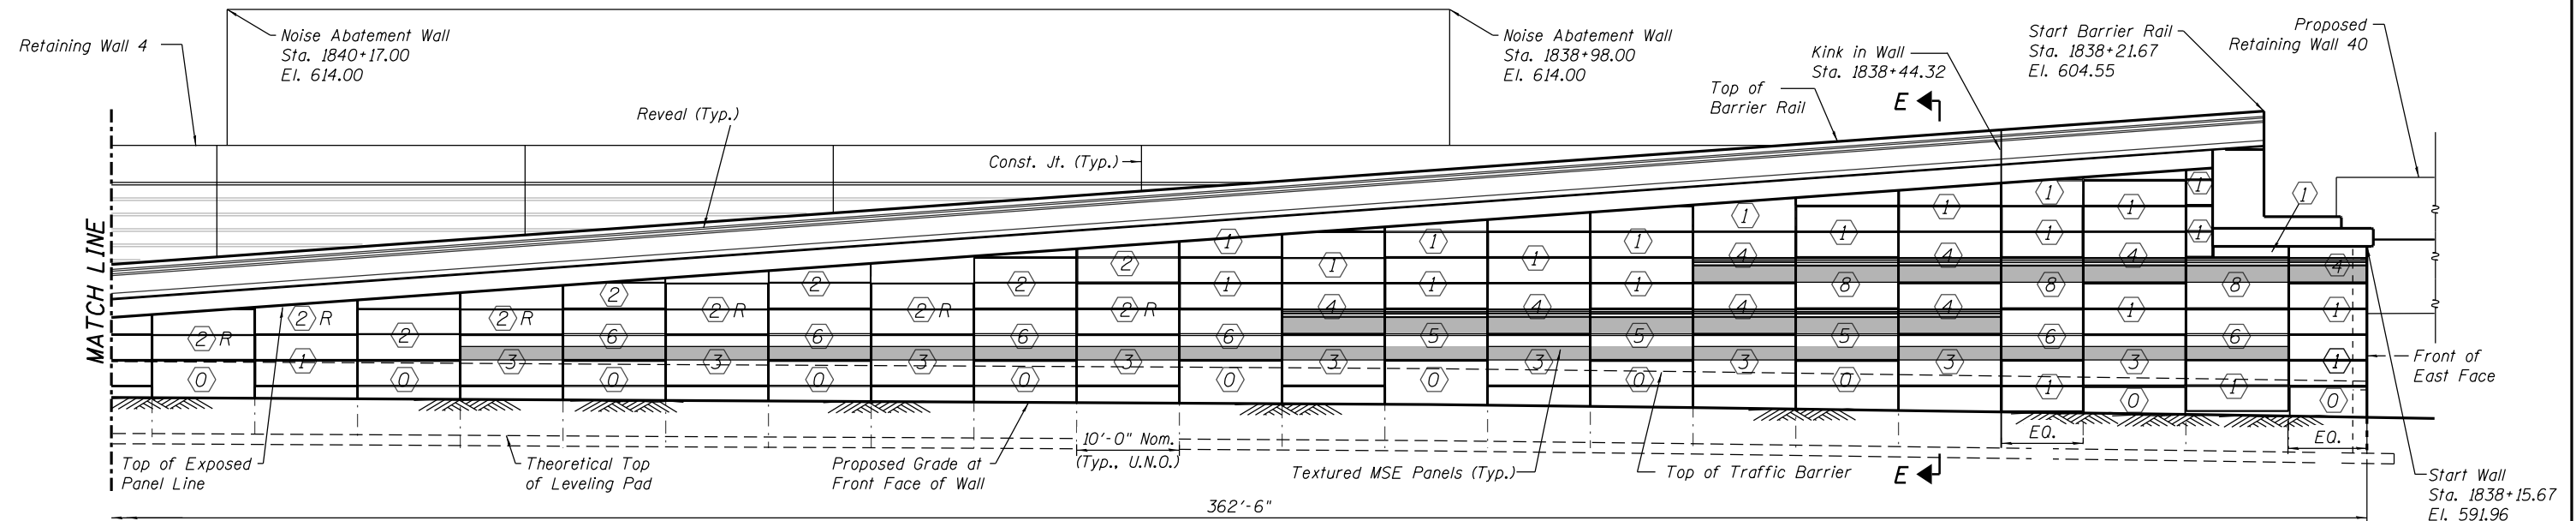 Retaining Wall 4
Noise Abatement Wall
Sta. 1840+17.00
El. 614.00
Reveal (Typ.)
Const. Jt. (Typ.)
Noise Abatement Wall
Sta. 1838+98.00
El. 614.00
Top of
Barrier Rail
Kink in Wall
Sta. 1838+44.32
E
Start Barrier Rail
Sta. 1838+21.67
El. 604.55
Proposed
Retaining Wall 40
MATCH LINE
1 1 1
1 1 1 1 1 1
1 1 1 1
2 1 1
2 2 1 4 4 4
2 1 1 1 8 8 8
2 R 2 R 2 R 2 R 2 R 4 4 4 4 1 1
2 R 2 6 6 6 6 5 5 5 6 6
1 3 3 3 3 3 3 3 3 3 1
0 0 0 0 0 0 0 0 0 1 0 1 0
Top of Exposed
Panel Line
Theoretical Top
of Leveling Pad
Proposed Grade at
Front Face of Wall
10'-0" Nom.
(Typ., U.N.O.)
Textured MSE Panels (Typ.)
Top of Traffic Barrier
E
EQ.
EQ.
Front of
East Face
Start Wall
Sta. 1838+15.67
El. 591.96
362'-6"